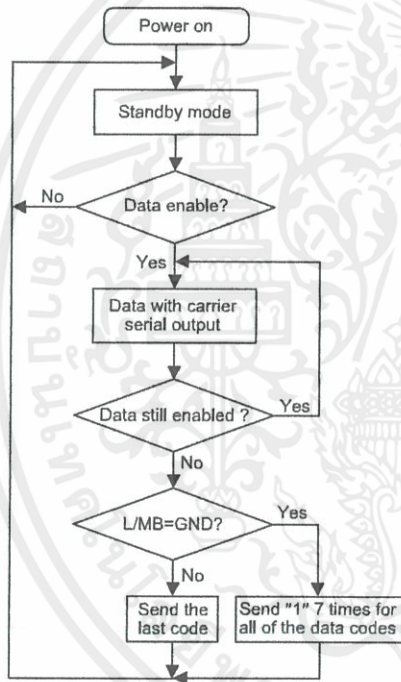 Power on
Standby mode
No
Data enable?
Yes
Data with carrier
serial output
Data still enabled ?
Yes
No
L/MB=GND?
Yes
No
Send the
last code
Send "1" 7 times for
all of the data codes